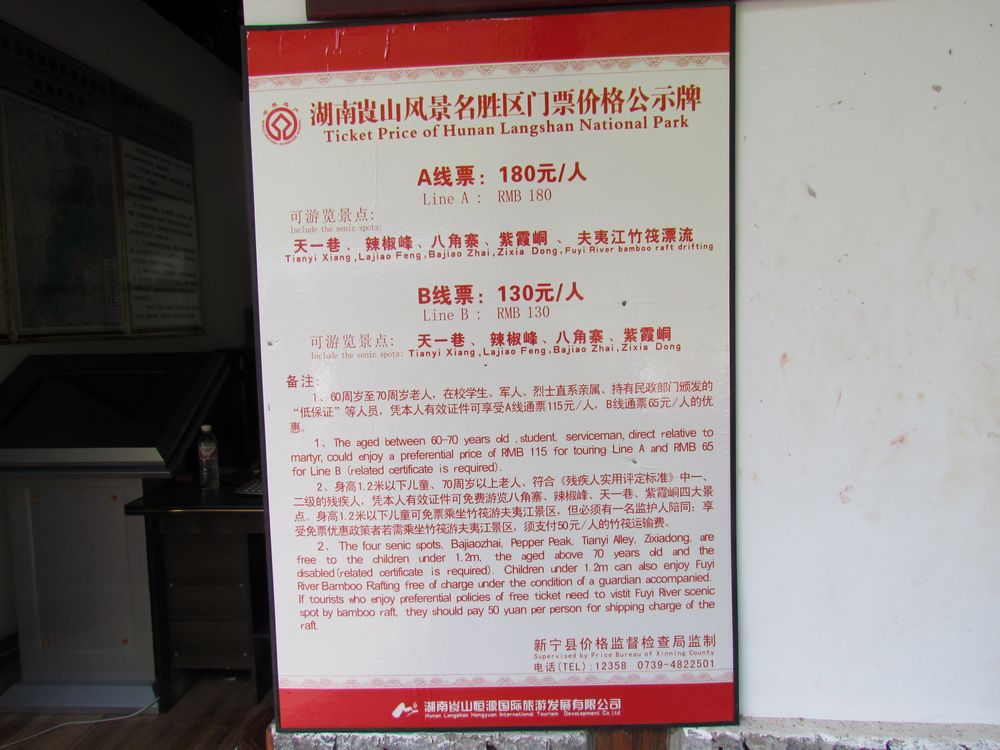 湖南崀山风景名胜区门票价格公示牌
Ticket Price of Hunan Langshan National Park
A线票：180元/人
Line A : RMB 180
可游览景点:
Include the senic spots:
天一巷、辣椒峰、八角寨、紫霞峒、夫夷江竹筏漂流
Tianyi Xiang,Lajiao Feng,Bajiao Zhai,Zixia Dong,Fuyi River bamboo raft drifting
B线票：130元/人
Line B : RMB 130
可游览景点: 天一巷、辣椒峰、八角寨、紫霞峒
Include the senic spots: Tianyi Xiang,Lajiao Feng,Bajiao Zhai,Zixia Dong
备注:
1、60周岁至70周岁老人，在校学生、军人、烈士直系亲属、持有民政部门颁发的
“低保证”等人员，凭本人有效证件可享受A线通票115元/人，B线通票65元/人的优
惠。
1、The aged between 60-70 years old ,student, serviceman, direct relative to
martyr, could enjoy a preferential price of RMB 115 for touring Line A and RMB 65
for Line B (related certificate is required).
2、身高1.2米以下儿童、70周岁以上老人、符合《残疾人实用评定标准》中一、
二级的残疾人，凭本人有效证件可免费游览八角寨、辣椒峰、天一巷、紫霞峒四大景
点。身高1.2米以下儿童可免票乘坐竹筏游夫夷江景区，但必须有一名监护人陪同；享
受免票优惠政策者若需乘坐竹筏游夫夷江景区，须支付50元/人的竹筏运输费。
2、The four senic spots, Bajiaozhai, Pepper Peak, Tianyi Alley, Zixiadong, are
free to the children under 1.2m, the aged above 70 years old and the
disabled(related certificate is required). Children under 1.2m can also enjoy Fuyi
River Bamboo Rafting free of charge under the condition of a guardian accompanied.
If tourists who enjoy preferential policies of free ticket need to vistit Fuyi River scenic
spot by bamboo raft, they should pay 50 yuan per person for shipping charge of the
raft.
新宁县价格监督检查局监制
Supervised by Price Bureau of Xinning County
电话(TEL):12358 0739-4822501
湖南崀山恒源国际旅游发展有限公司
Hunan Langshan Hengyuan International Tourism Development Co.ltd